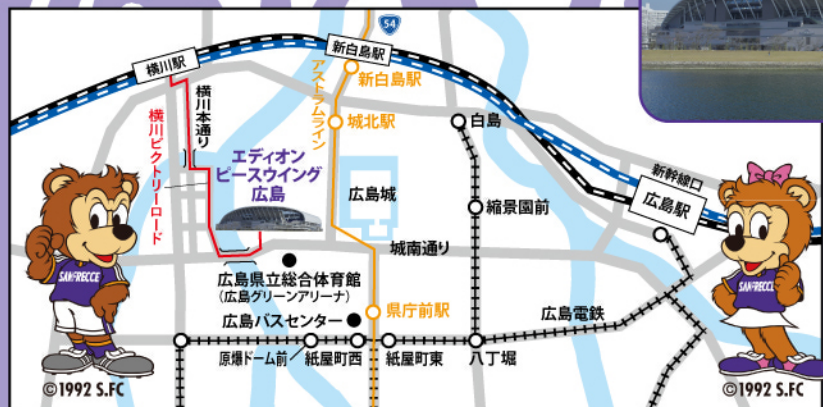 54
横川駅
新白島駅
新白島駅
アストラムライン
横川本通り
横川ビクトリーロード
城北駅
白島
エディオン
ピースウイング
広島
広島城
新幹線口
広島駅
縮景園前
城南通り
SANFRECCE
SANFRECCE
広島県立総合体育館
(広島グリーンアリーナ)
県庁前駅
広島電鉄
広島バスセンター
原爆ドーム前
紙屋町西
紙屋町東
八丁堀
©1992 S.FC
©1992 S.FC